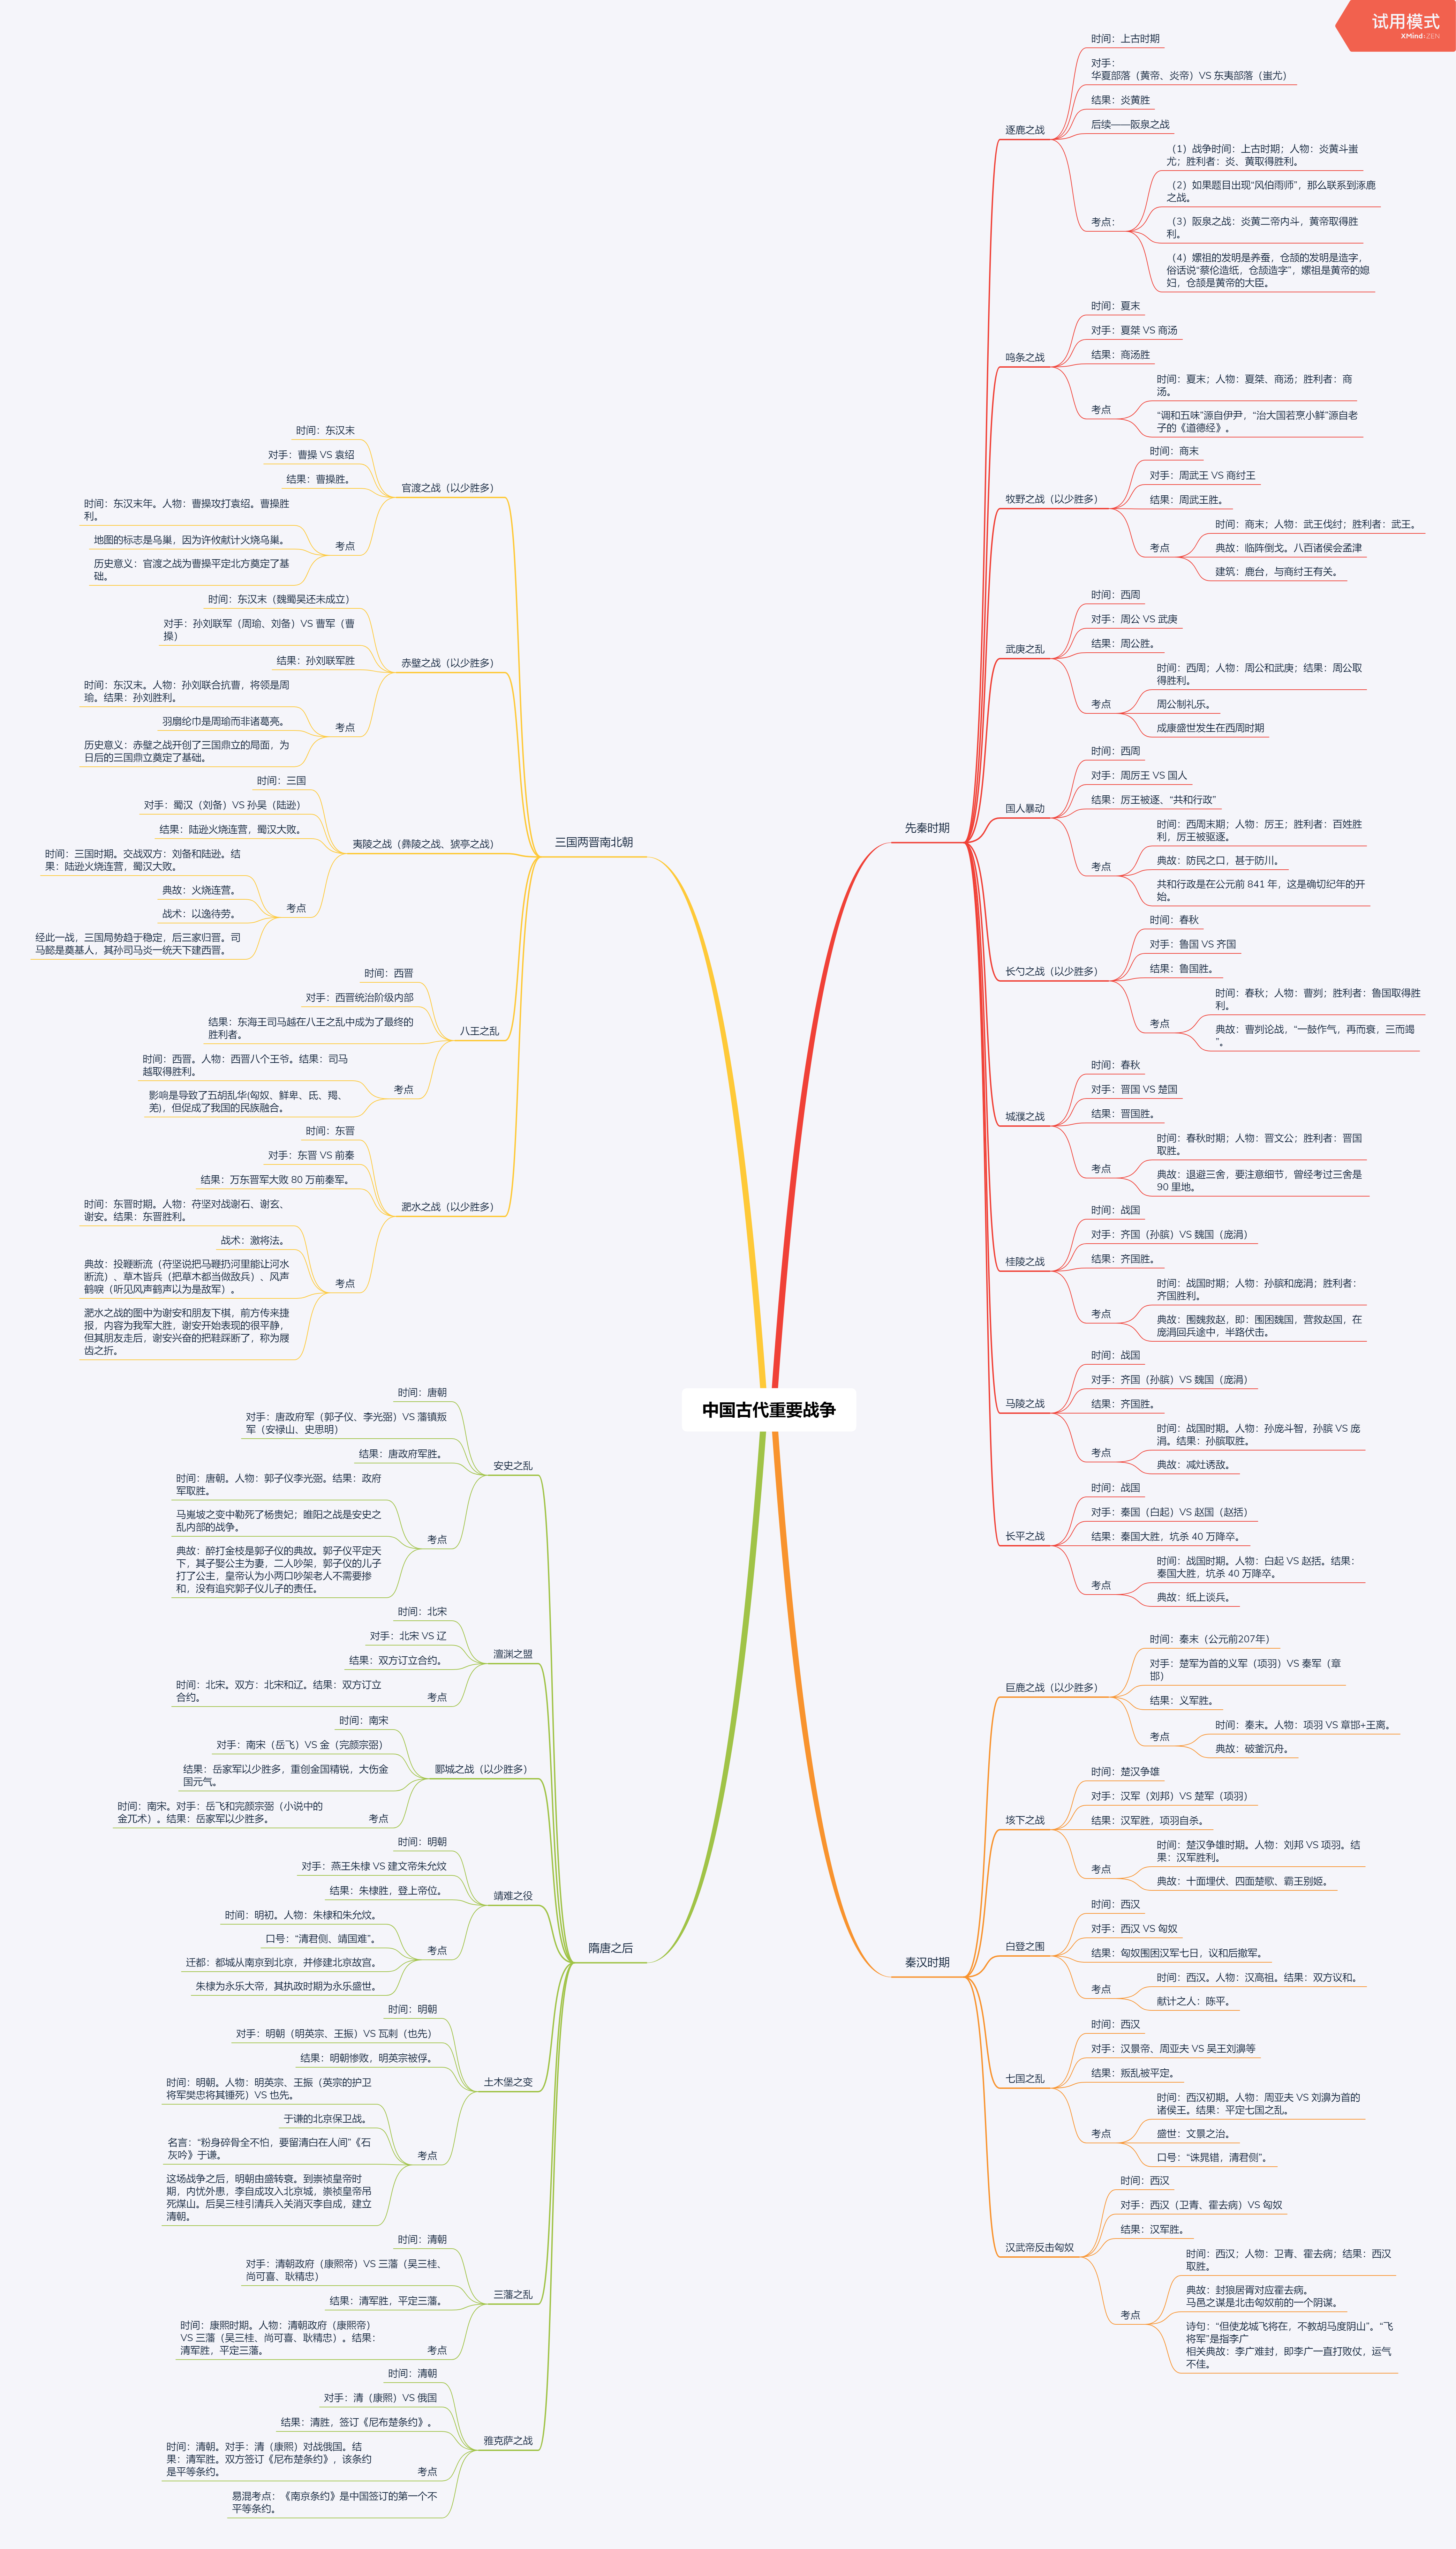 试用模式
XMind:ZEN
中国古代重要战争
先秦时期
逐鹿之战
时间：上古时期
对手：
华夏部落（黄帝、炎帝）VS 东夷部落（蚩尤）
结果：炎黄胜
后续——阪泉之战
考点：
（1）战争时间：上古时期；人物：炎黄斗蚩
尤；胜利者：炎、黄取得胜利。
（2）如果题目出现“风伯雨师”，那么联系到涿鹿
之战。
（3）阪泉之战：炎黄二帝内斗，黄帝取得胜
利。
（4）嫘祖的发明是养蚕，仓颉的发明是造字，
俗话说“蔡伦造纸，仓颉造字”，嫘祖是黄帝的媳
妇，仓颉是黄帝的大臣。
鸣条之战
时间：夏末
对手：夏桀 VS 商汤
结果：商汤胜
考点
时间：夏末；人物：夏桀、商汤；胜利者：商
汤。
“调和五味”源自伊尹，“治大国若烹小鲜”源自老
子的《道德经》。
牧野之战（以少胜多）
时间：商末
对手：周武王 VS 商纣王
结果：周武王胜。
考点
时间：商末；人物：武王伐纣；胜利者：武王。
典故：临阵倒戈。八百诸侯会孟津
建筑：鹿台，与商纣王有关。
武庚之乱
时间：西周
对手：周公 VS 武庚
结果：周公胜。
考点
时间：西周；人物：周公和武庚；结果：周公取
得胜利。
周公制礼乐。
成康盛世发生在西周时期
国人暴动
时间：西周
对手：周厉王 VS 国人
结果：厉王被逐、“共和行政”
考点
时间：西周末期；人物：厉王；胜利者：百姓胜
利，厉王被驱逐。
典故：防民之口，甚于防川。
共和行政是在公元前 841 年，这是确切纪年的开
始。
长勺之战（以少胜多）
时间：春秋
对手：鲁国 VS 齐国
结果：鲁国胜。
考点
时间：春秋；人物：曹刿；胜利者：鲁国取得胜
利。
典故：曹刿论战，“一鼓作气，再而衰，三而竭
”。
城濮之战
时间：春秋
对手：晋国 VS 楚国
结果：晋国胜。
考点
时间：春秋时期；人物：晋文公；胜利者：晋国
取胜。
典故：退避三舍，要注意细节，曾经考过三舍是
90 里地。
桂陵之战
时间：战国
对手：齐国（孙膑）VS 魏国（庞涓）
结果：齐国胜。
考点
时间：战国时期；人物：孙膑和庞涓；胜利者：
齐国胜利。
典故：围魏救赵，即：围困魏国，营救赵国，在
庞涓回兵途中，半路伏击。
马陵之战
时间：战国
对手：齐国（孙膑）VS 魏国（庞涓）
结果：齐国胜。
考点
时间：战国时期。人物：孙庞斗智，孙膑 VS 庞
涓。结果：孙膑取胜。
典故：减灶诱敌。
长平之战
时间：战国
对手：秦国（白起）VS 赵国（赵括）
结果：秦国大胜，坑杀 40 万降卒。
考点
时间：战国时期。人物：白起 VS 赵括。结果：
秦国大胜，坑杀 40 万降卒。
典故：纸上谈兵。
秦汉时期
巨鹿之战（以少胜多）
时间：秦末（公元前207年）
对手：楚军为首的义军（项羽）VS 秦军（章
邯）
结果：义军胜。
考点
时间：秦末。人物：项羽 VS 章邯+王离。
典故：破釜沉舟。
垓下之战
时间：楚汉争雄
对手：汉军（刘邦）VS 楚军（项羽）
结果：汉军胜，项羽自杀。
考点
时间：楚汉争雄时期。人物：刘邦 VS 项羽。结
果：汉军胜利。
典故：十面埋伏、四面楚歌、霸王别姬。
白登之围
时间：西汉
对手：西汉 VS 匈奴
结果：匈奴围困汉军七日，议和后撤军。
考点
时间：西汉。人物：汉高祖。结果：双方议和。
献计之人：陈平。
七国之乱
时间：西汉
对手：汉景帝、周亚夫 VS 吴王刘濞等
结果：叛乱被平定。
考点
时间：西汉初期。人物：周亚夫 VS 刘濞为首的
诸侯王。结果：平定七国之乱。
盛世：文景之治。
口号：“诛晁错，清君侧”。
汉武帝反击匈奴
时间：西汉
对手：西汉（卫青、霍去病）VS 匈奴
结果：汉军胜。
考点
时间：西汉；人物：卫青、霍去病；结果：西汉
取胜。
典故：封狼居胥对应霍去病。
马邑之谋是北击匈奴前的一个阴谋。
诗句：“但使龙城飞将在，不教胡马度阴山”。“飞
将军”是指李广
相关典故：李广难封，即李广一直打败仗，运气
不佳。
三国两晋南北朝
官渡之战（以少胜多）
时间：东汉末
对手：曹操 VS 袁绍
结果：曹操胜。
考点
时间：东汉末年。人物：曹操攻打袁绍。曹操胜
利。
地图的标志是乌巢，因为许攸献计火烧乌巢。
历史意义：官渡之战为曹操平定北方奠定了基
础。
赤壁之战（以少胜多）
时间：东汉末（魏蜀吴还未成立）
对手：孙刘联军（周瑜、刘备）VS 曹军（曹
操）
结果：孙刘联军胜
考点
时间：东汉末。人物：孙刘联合抗曹，将领是周
瑜。结果：孙刘胜利。
羽扇纶巾是周瑜而非诸葛亮。
历史意义：赤壁之战开创了三国鼎立的局面，为
日后的三国鼎立奠定了基础。
夷陵之战（彝陵之战、猇亭之战）
时间：三国
对手：蜀汉（刘备）VS 孙吴（陆逊）
结果：陆逊火烧连营，蜀汉大败。
考点
时间：三国时期。交战双方：刘备和陆逊。结
果：陆逊火烧连营，蜀汉大败。
典故：火烧连营。
战术：以逸待劳。
经此一战，三国局势趋于稳定，后三家归晋。司
马懿是奠基人，其孙司马炎一统天下建西晋。
八王之乱
时间：西晋
对手：西晋统治阶级内部
结果：东海王司马越在八王之乱中成为了最终的
胜利者。
考点
时间：西晋。人物：西晋八个王爷。结果：司马
越取得胜利。
影响是导致了五胡乱华(匈奴、鲜卑、氐、羯、
羌)，但促成了我国的民族融合。
淝水之战（以少胜多）
时间：东晋
对手：东晋 VS 前秦
结果：万东晋军大败 80 万前秦军。
考点
时间：东晋时期。人物：苻坚对战谢石、谢玄、
谢安。结果：东晋胜利。
战术：激将法。
典故：投鞭断流（苻坚说把马鞭扔河里能让河水
断流）、草木皆兵（把草木都当做敌兵）、风声
鹤唳（听见风声鹤声以为是敌军）。
淝水之战的图中为谢安和朋友下棋，前方传来捷
报，内容为我军大胜，谢安开始表现的很平静，
但其朋友走后，谢安兴奋的把鞋踩断了，称为屐
齿之折。
隋唐之后
安史之乱
时间：唐朝
对手：唐政府军（郭子仪、李光弼）VS 藩镇叛
军（安禄山、史思明）
结果：唐政府军胜。
考点
时间：唐朝。人物：郭子仪李光弼。结果：政府
军取胜。
马嵬坡之变中勒死了杨贵妃；睢阳之战是安史之
乱内部的战争。
典故：醉打金枝是郭子仪的典故。郭子仪平定天
下，其子娶公主为妻，二人吵架，郭子仪的儿子
打了公主，皇帝认为小两口吵架老人不需要掺
和，没有追究郭子仪儿子的责任。
澶渊之盟
时间：北宋
对手：北宋 VS 辽
结果：双方订立合约。
考点
时间：北宋。双方：北宋和辽。结果：双方订立
合约。
郾城之战（以少胜多）
时间：南宋
对手：南宋（岳飞）VS 金（完颜宗弼）
结果：岳家军以少胜多，重创金国精锐，大伤金
国元气。
考点
时间：南宋。对手：岳飞和完颜宗弼（小说中的
金兀术）。结果：岳家军以少胜多。
靖难之役
时间：明朝
对手：燕王朱棣 VS 建文帝朱允炆
结果：朱棣胜，登上帝位。
考点
时间：明初。人物：朱棣和朱允炆。
口号：“清君侧、靖国难”。
迁都：都城从南京到北京，并修建北京故宫。
朱棣为永乐大帝，其执政时期为永乐盛世。
土木堡之变
时间：明朝
对手：明朝（明英宗、王振）VS 瓦剌（也先）
结果：明朝惨败，明英宗被俘。
考点
时间：明朝。人物：明英宗、王振（英宗的护卫
将军樊忠将其锤死）VS 也先。
于谦的北京保卫战。
名言：“粉身碎骨全不怕，要留清白在人间”《石
灰吟》于谦。
这场战争之后，明朝由盛转衰。到崇祯皇帝时
期，内忧外患，李自成攻入北京城，崇祯皇帝吊
死煤山。后吴三桂引清兵入关消灭李自成，建立
清朝。
三藩之乱
时间：清朝
对手：清朝政府（康熙帝）VS 三藩（吴三桂、
尚可喜、耿精忠）
结果：清军胜，平定三藩。
考点
时间：康熙时期。人物：清朝政府（康熙帝）
VS 三藩（吴三桂、尚可喜、耿精忠）。结果：
清军胜，平定三藩。
雅克萨之战
时间：清朝
对手：清（康熙）VS 俄国
结果：清胜，签订《尼布楚条约》。
考点
时间：清朝。对手：清（康熙）对战俄国。结
果：清军胜。双方签订《尼布楚条约》，该条约
是平等条约。
易混考点：《南京条约》是中国签订的第一个不
平等条约。